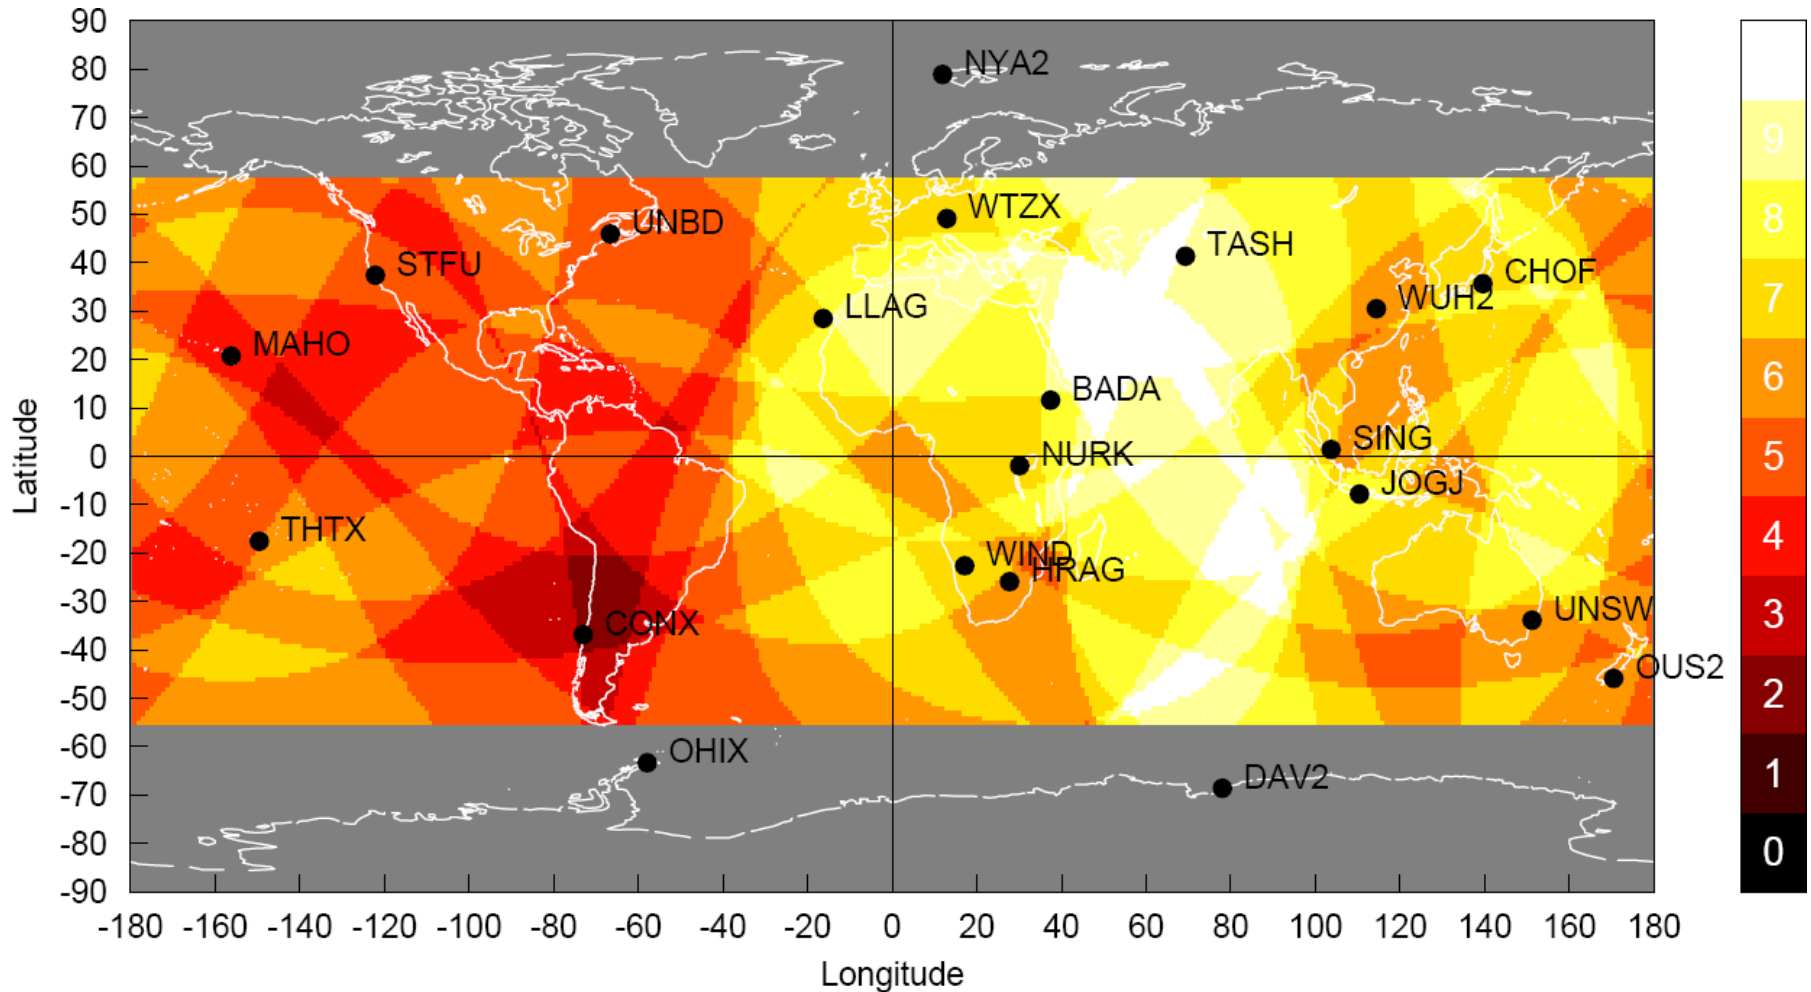 90
80
70
60
50
40
30
20
10
0
-10
-20
-30
-40
-50
-60
-70
-80
-90
Latitude
NYA2
WTZX
UNBD
TASH
STFU
CHOF
WUH2
LLAG
MAHO
BADA
SING
NURK
JOGJ
THTX
WIND
HRAG
CONX
UNSW
OUS2
OHIX
DAV2
-180 -160 -140 -120 -100 -80 -60 -40 -20 0 20 40 60 80 100 120 140 160 180
Longitude
9
8
7
6
5
4
3
2
1
0